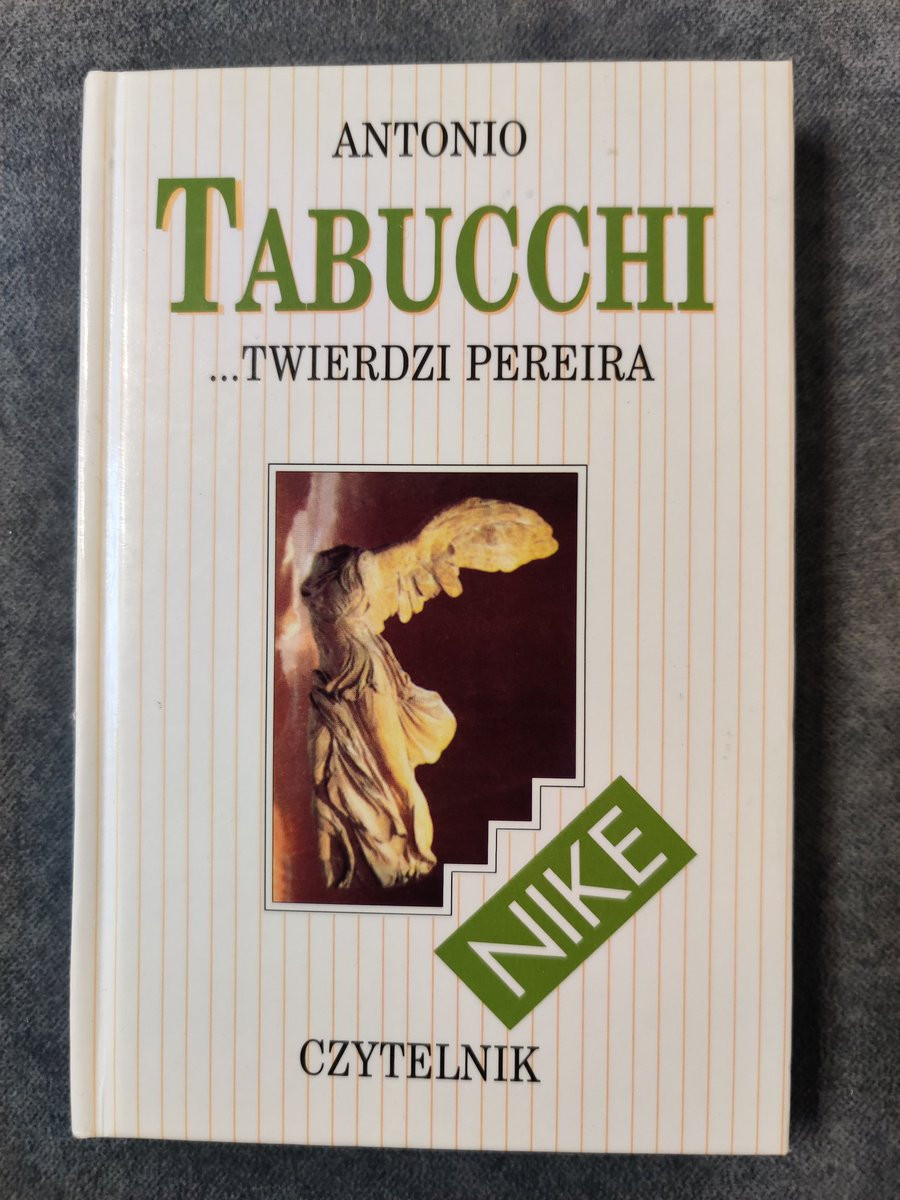 ANTONIO
TABUCCHI
...TWIERDZI PEREIRA
NIKE
CZYTELNIK